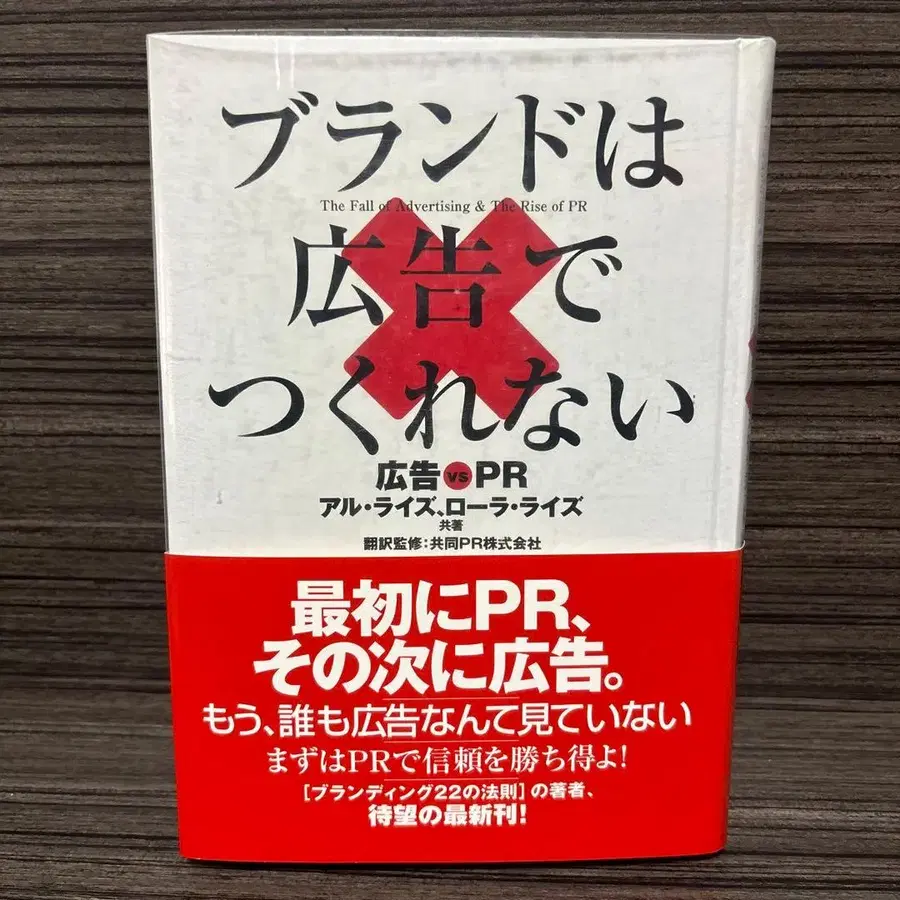 ブランドは
The Fall of Advertising & The Rise of PR
広告で
つくれない
広告 vs PR
アル・ライズ、ローラ・ライズ
共著
翻訳監修：共同PR株式会社
最初にPR、
その次に広告。
もう、誰も広告なんて見ていない
まずはPRで信頼を勝ち得よ！
［ブランディング22の法則］の著者、
待望の最新刊！